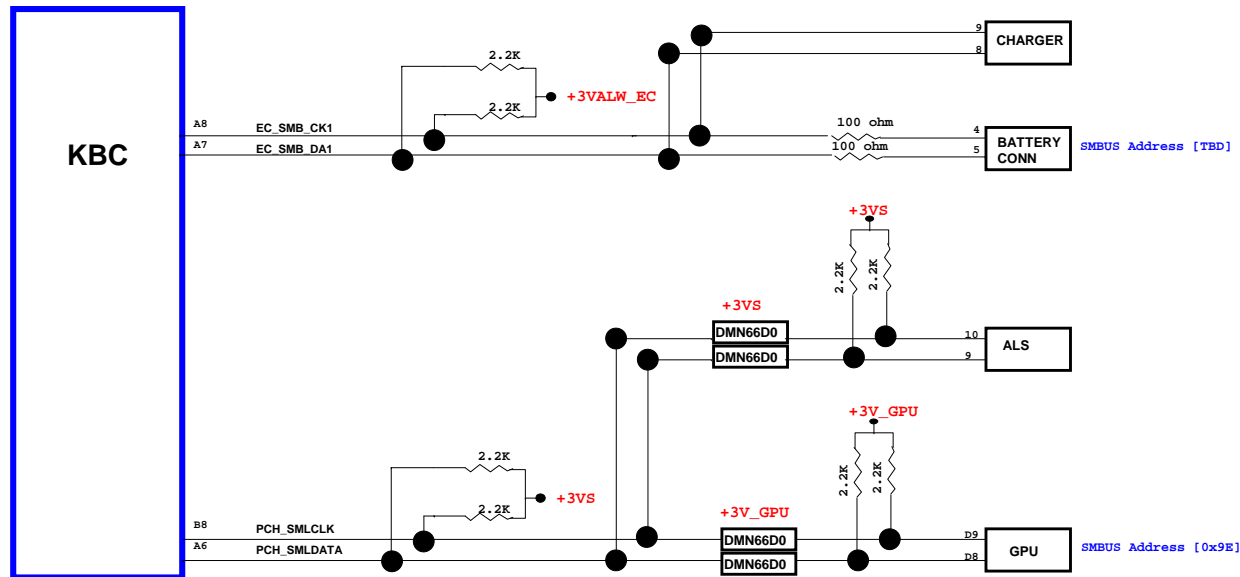 9
CHARGER
8
2.2K
+3VALW_EC
2.2K
100 ohm
A8
EC_SMB_CK1
4
KBC
BATTERY
CONN
SMBUS Address [TBD]
A7
EC_SMB_DA1
100 ohm
5
+3VS
2.2K
2.2K
+3VS
DMN66D0
10
ALS
DMN66D0
9
+3V_GPU
2.2K
2.2K
2.2K
+3VS
2.2K
+3V_GPU
B8
PCH_SMLCLK
DMN66D0
D9
A6
PCH_SMLDATA
GPU
SMBUS Address [0x9E]
DMN66D0
D8